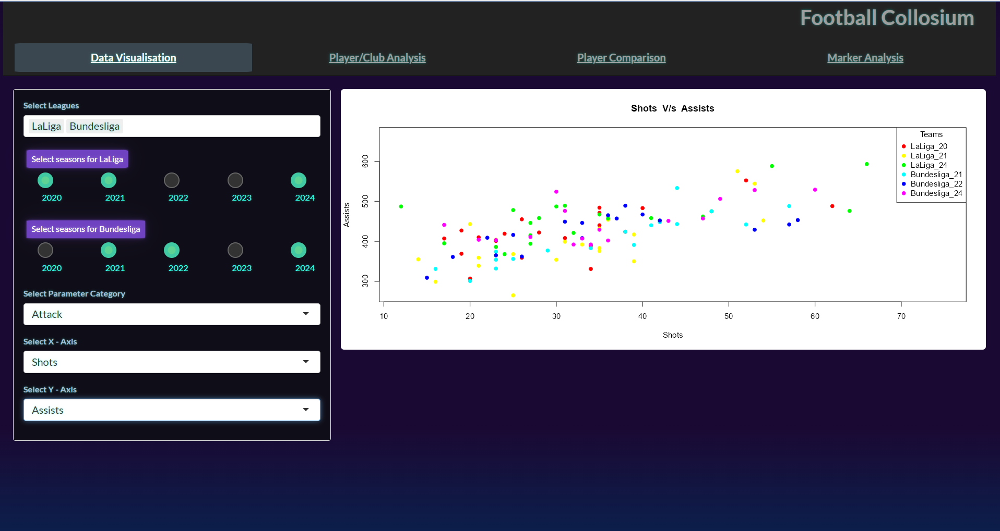 Football Collosium
Data Visualisation
Player/Club Analysis
Player Comparison
Marker Analysis
Select Leagues
LaLiga Bundesliga
Select seasons for LaLiga
2020 2021 2022 2023 2024
Select seasons for Bundesliga
2020 2021 2022 2023 2024
Select Parameter Category
Attack
Select X - Axis
Shots
Select Y - Axis
Assists
Shots V/s Assists
Teams
LaLiga_20
LaLiga_21
LaLiga_24
Bundesliga_21
Bundesliga_22
Bundesliga_24
Assists
600
500
400
300
10 20 30 40 50 60 70
Shots